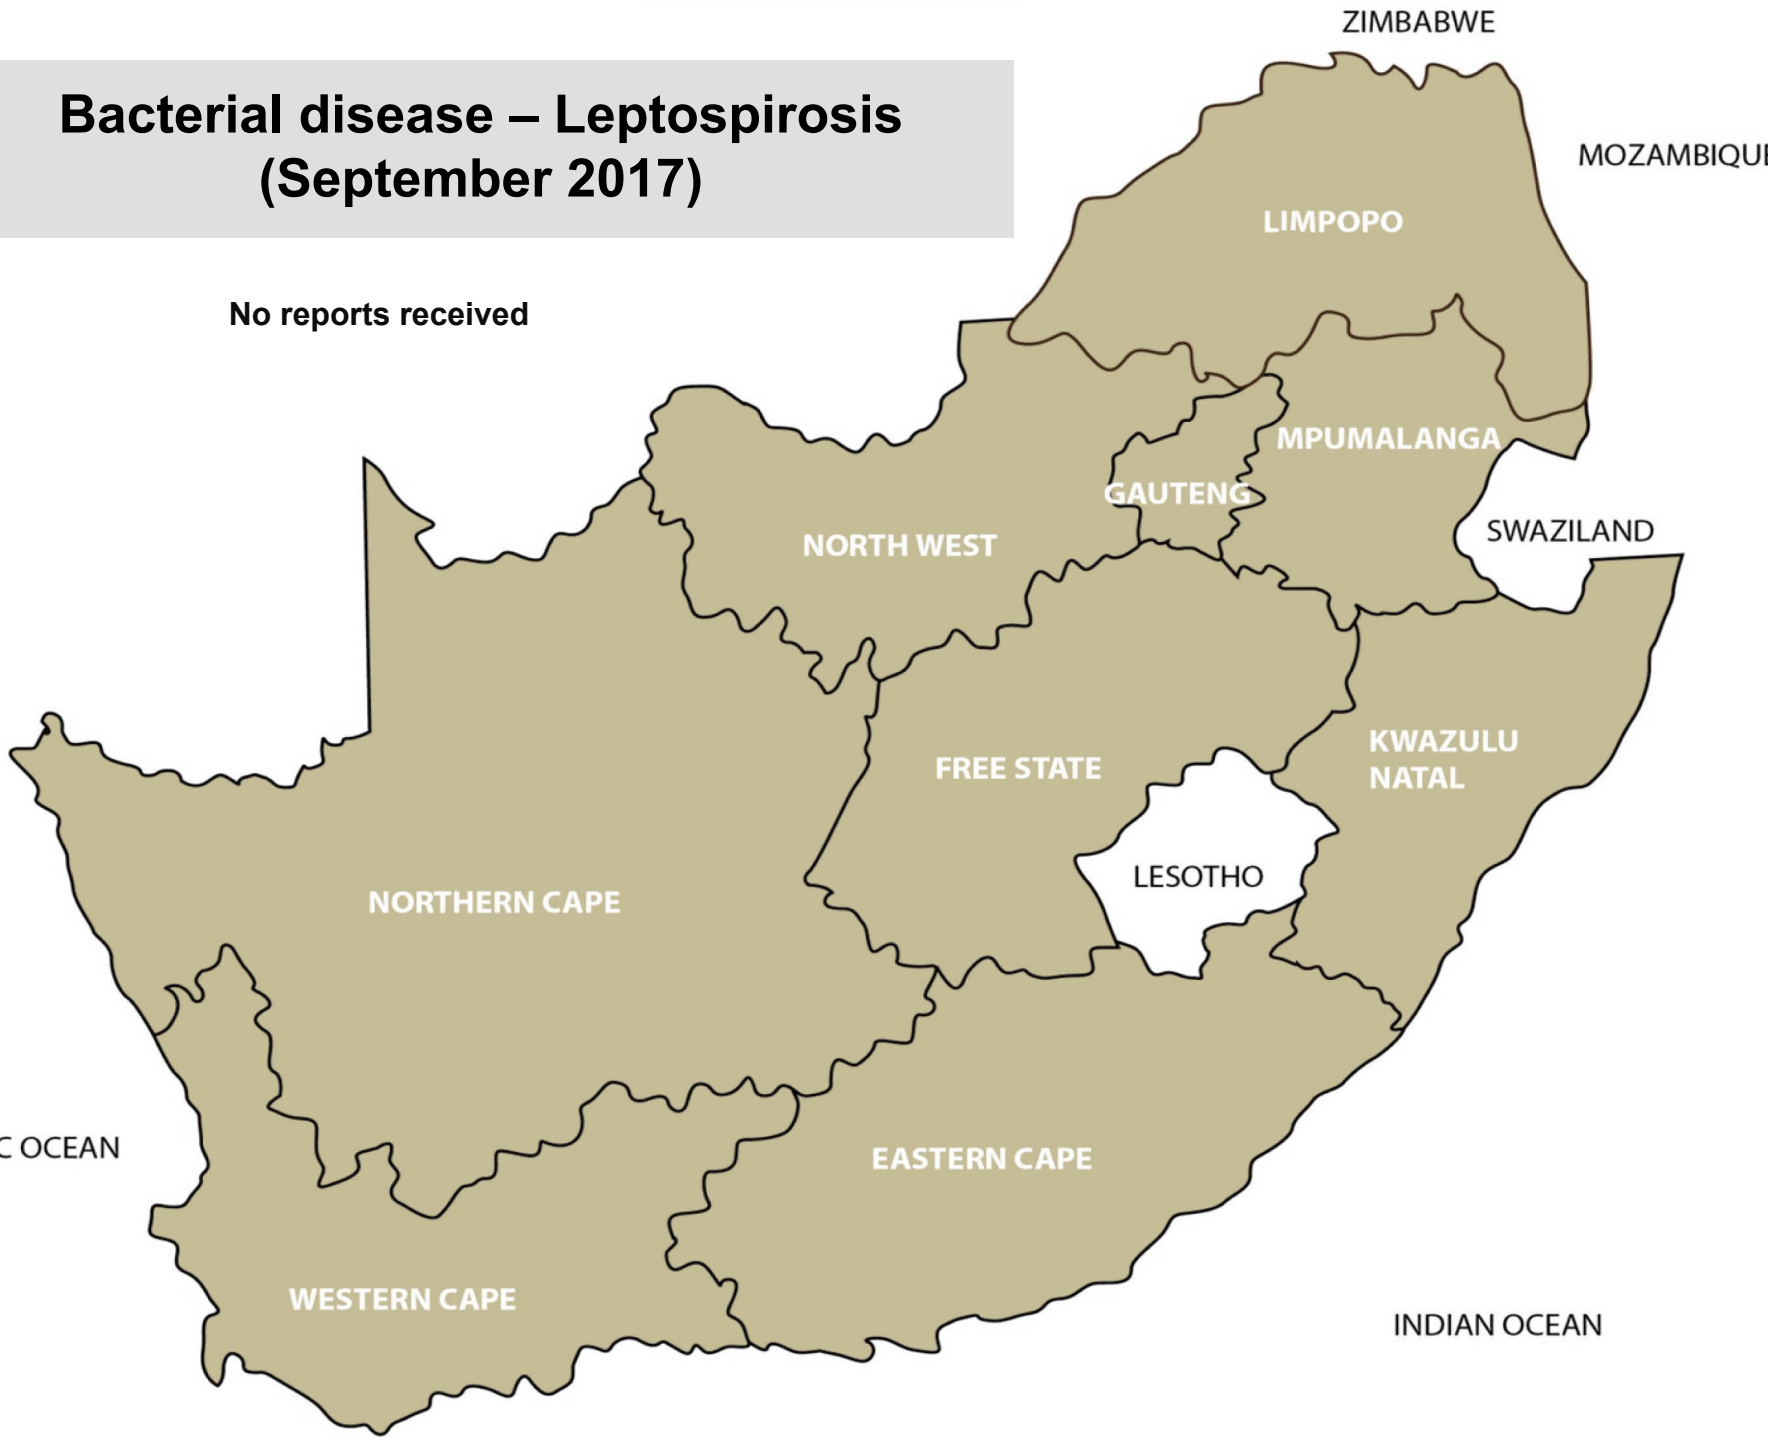 ZIMBABWE
Bacterial disease – Leptospirosis
(September 2017)
MOZAMBIQUE
LIMPOPO
No reports received
MPUMALANGA
GAUTENG
SWAZILAND
NORTH WEST
KWAZULU
NATAL
FREE STATE
LESOTHO
NORTHERN CAPE
C OCEAN
EASTERN CAPE
WESTERN CAPE
INDIAN OCEAN